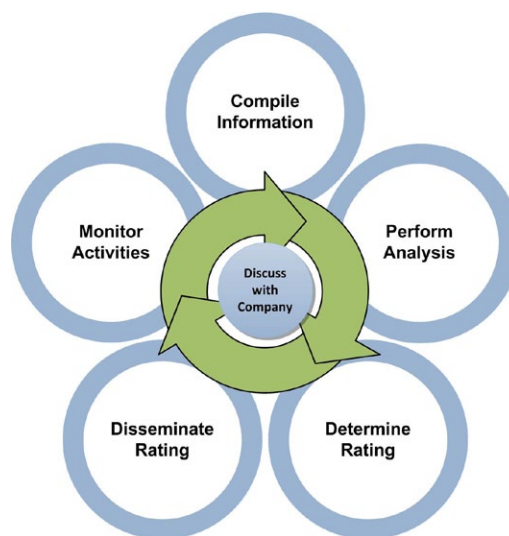 Compile
Information
Perform
Analysis
Determine
Rating
Disseminate
Rating
Monitor
Activities
Discuss
with
Company